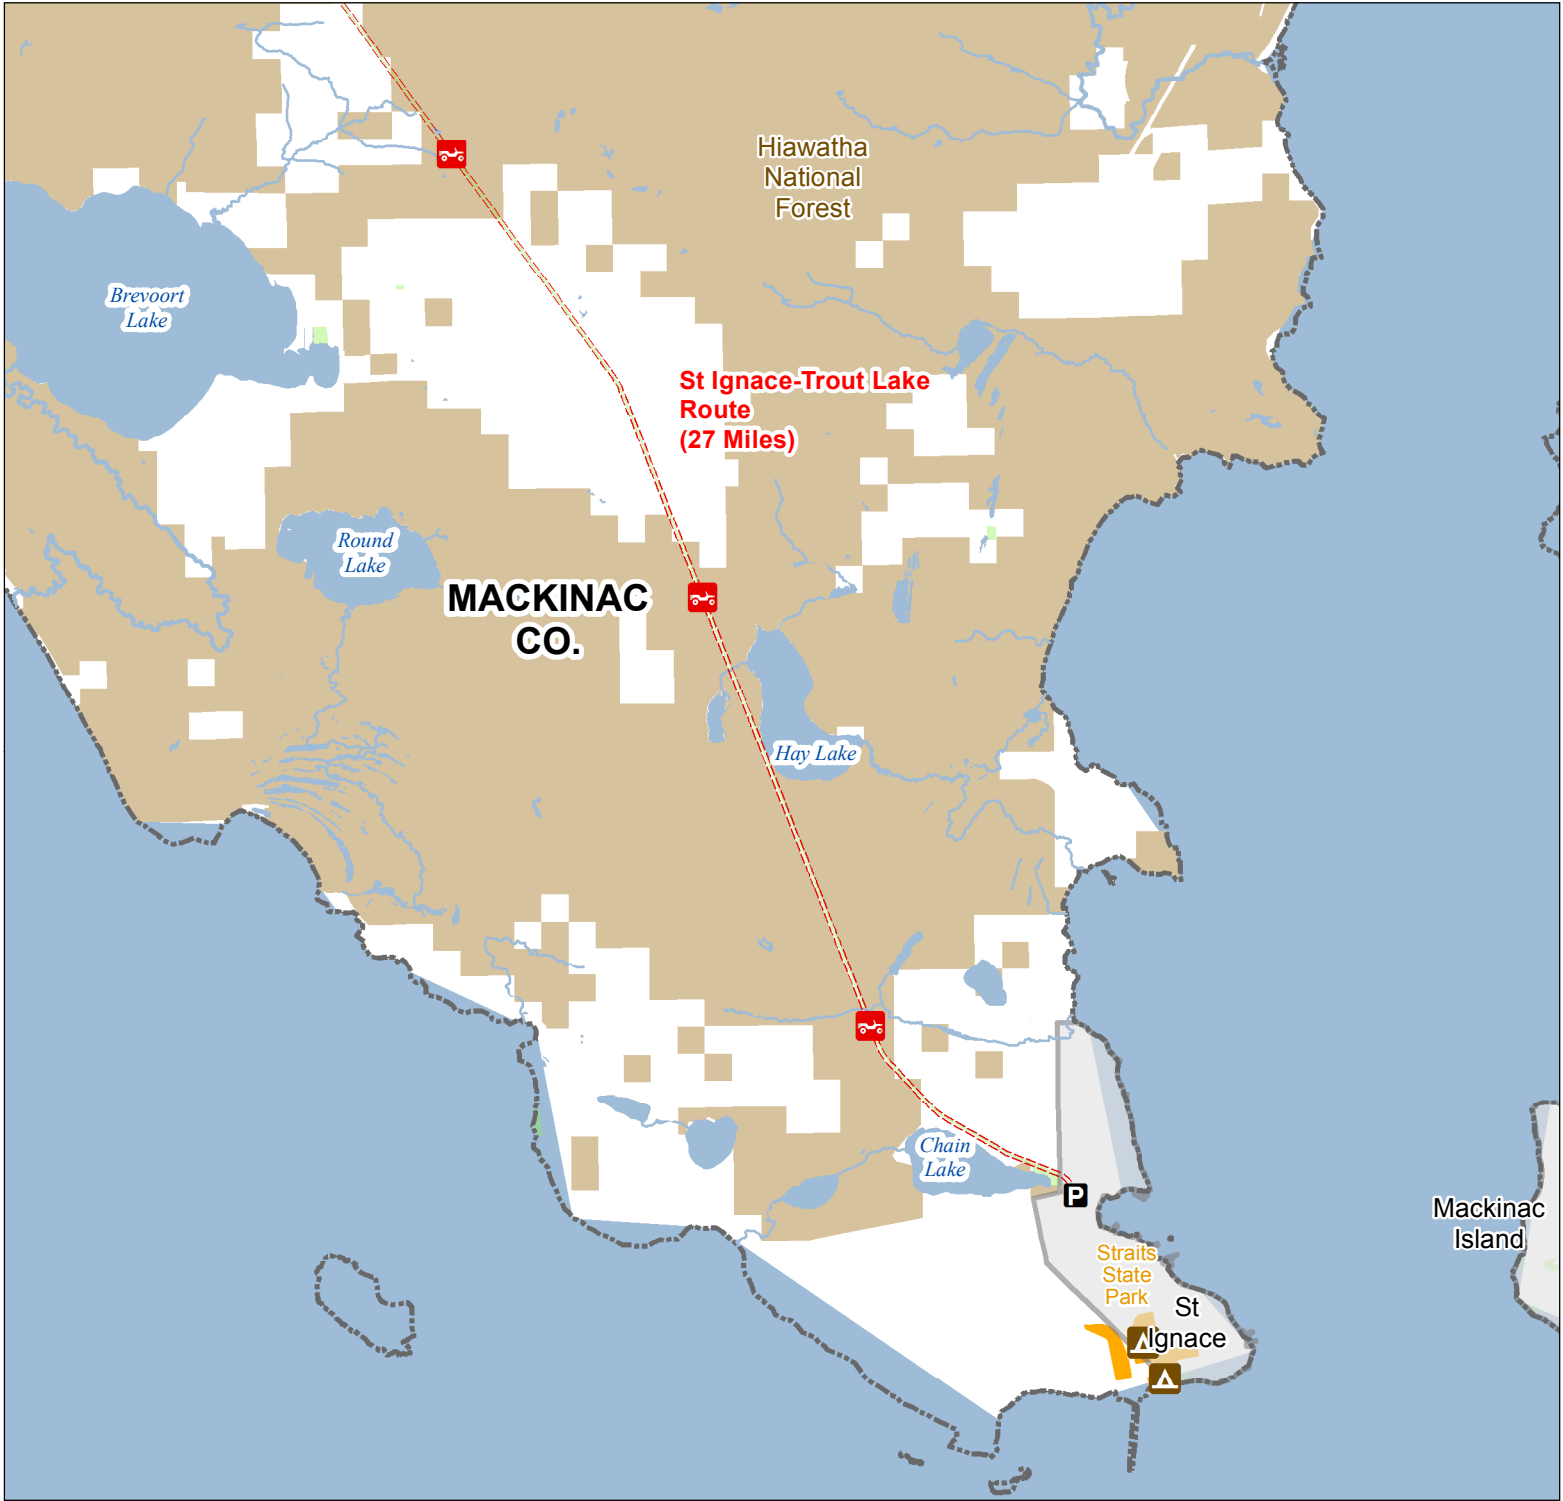 Hiawatha
National
Forest
Brevoort
Lake
St Ignace-Trout Lake
Route
(27 Miles)
Round
Lake
MACKINAC
CO.
Hay Lake
Chain
Lake
P
Mackinac
Island
Straits
State
Park
St
Ignace